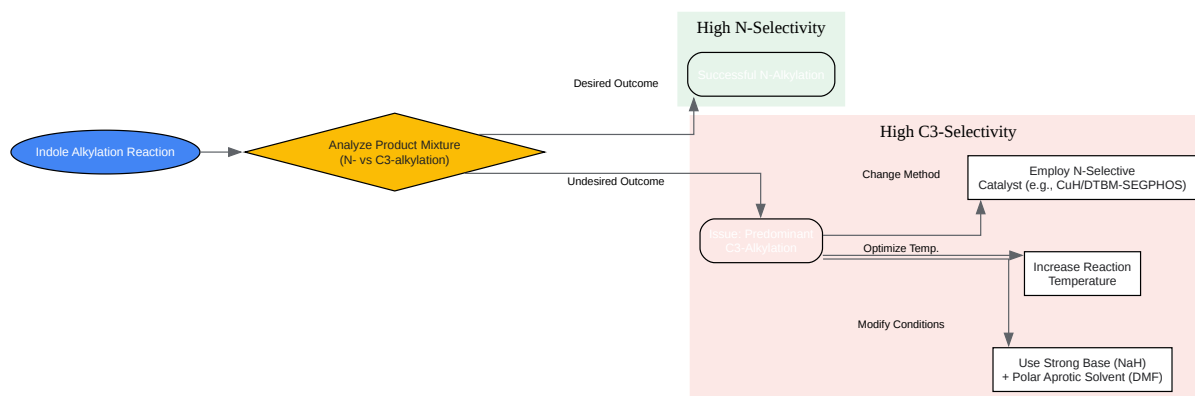 High N-Selectivity
Successful N-Alkylation
Desired Outcome
Indole Alkylation Reaction
Analyze Product Mixture
(N- vs C3-alkylation)
Undesired Outcome
High C3-Selectivity
Issue: Predominant
C3-Alkylation
Change Method
Employ N-Selective
Catalyst (e.g., CuH/DTBM-SEGPHOS)
Optimize Temp.
Increase Reaction
Temperature
Modify Conditions
Use Strong Base (NaH)
+ Polar Aprotic Solvent (DMF)